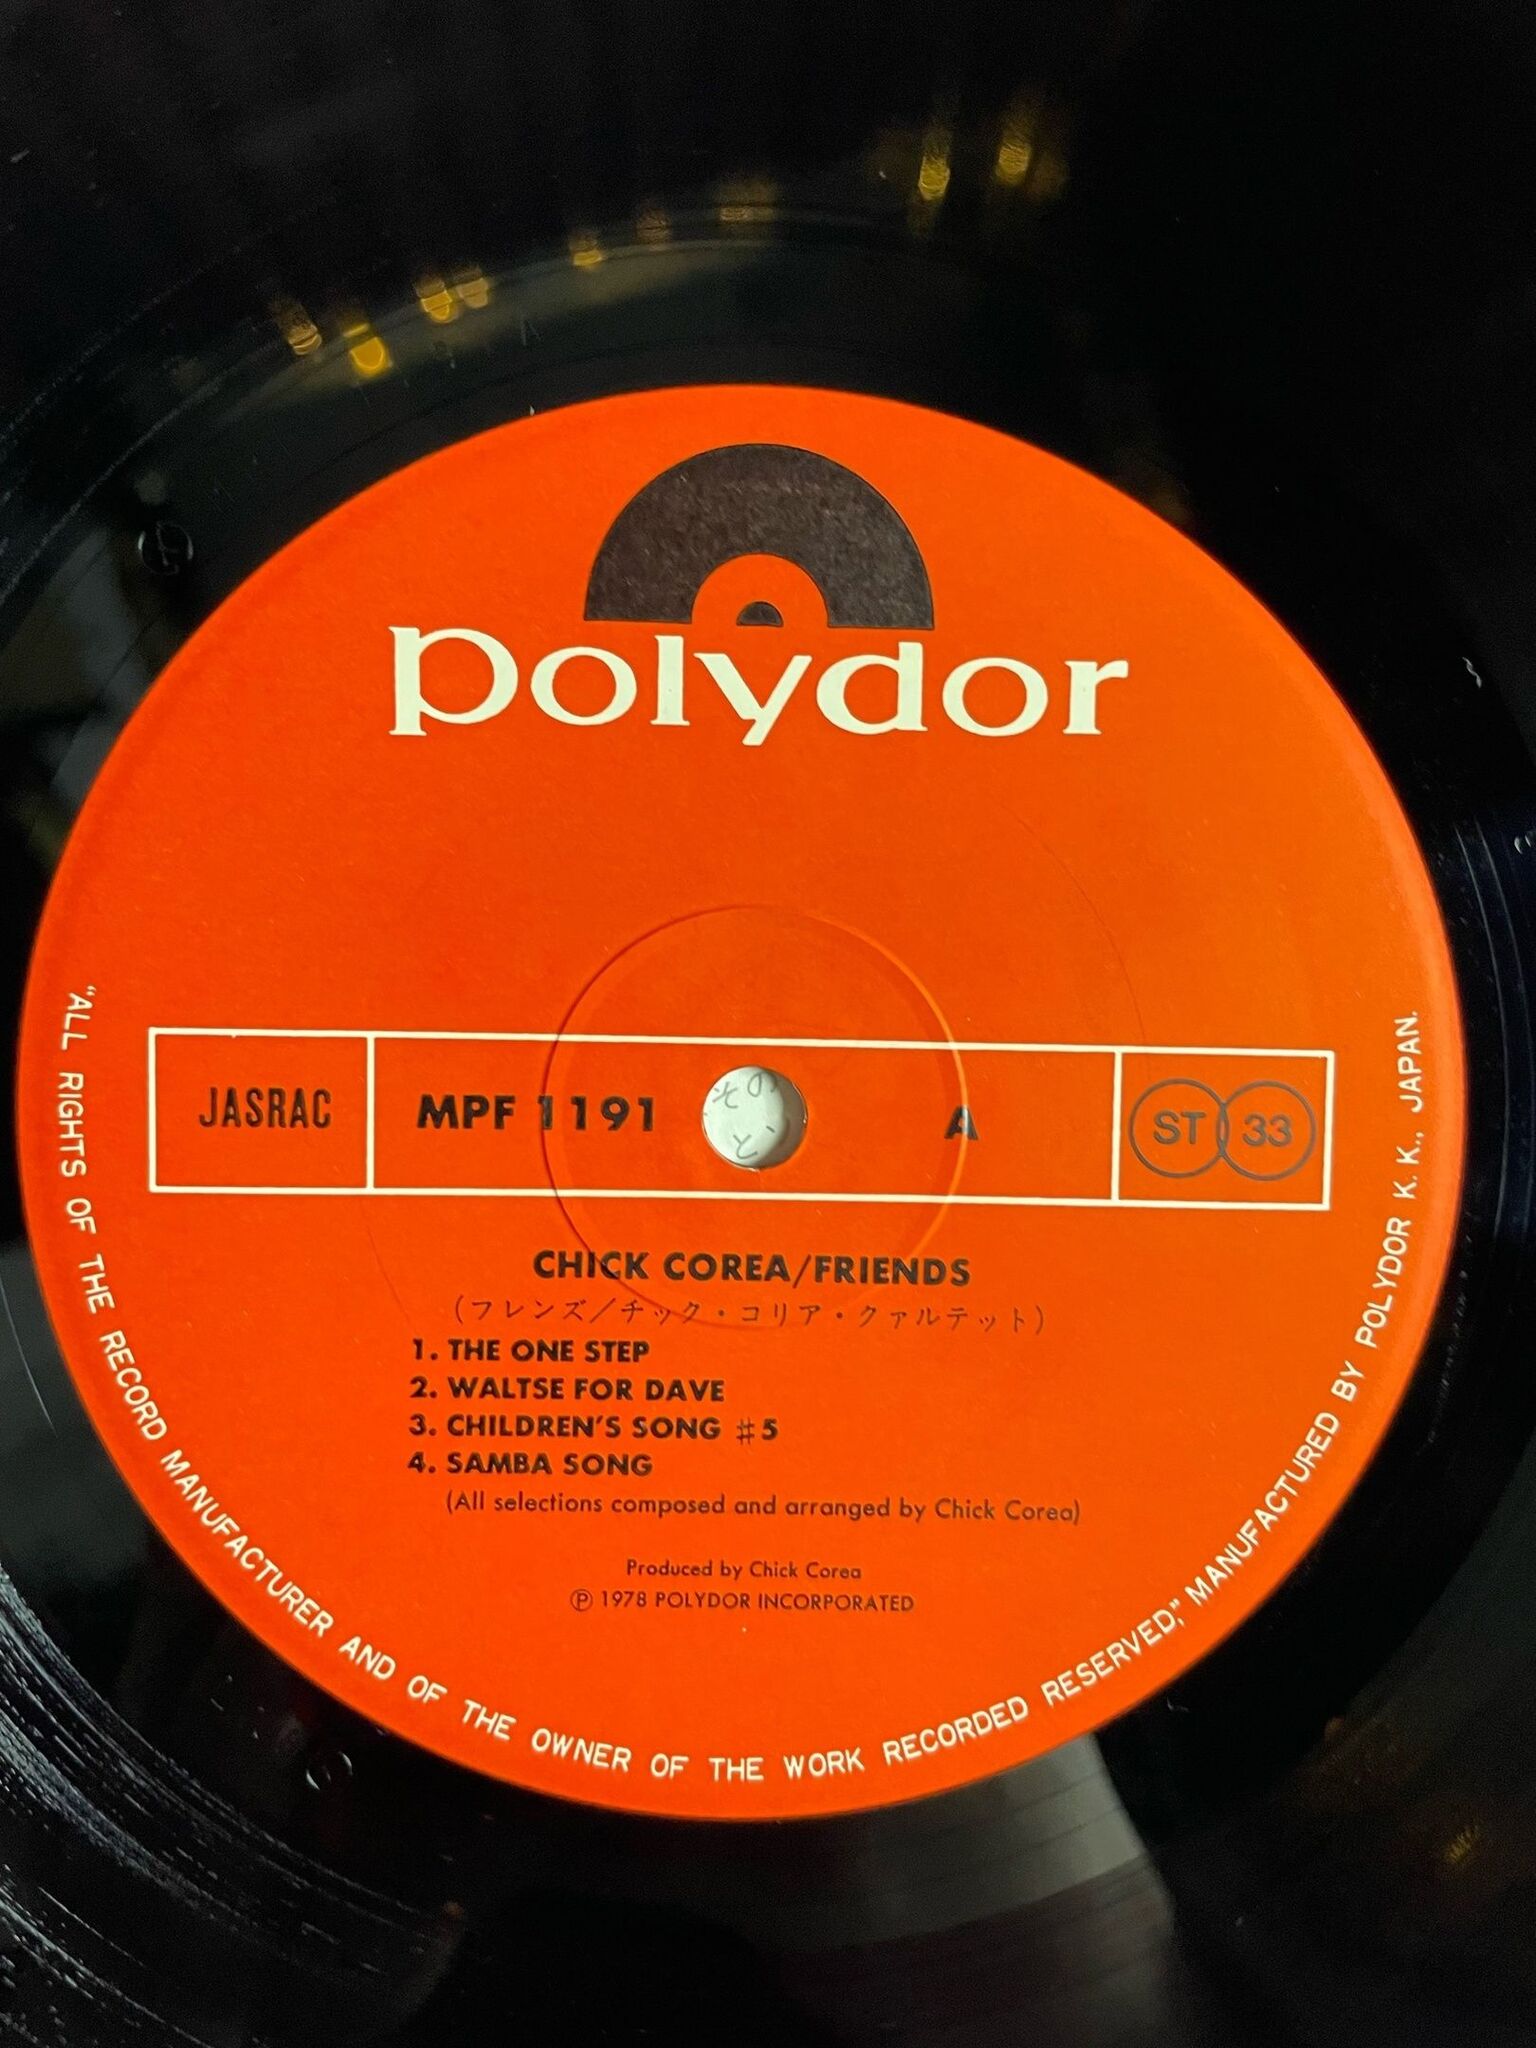 polydor
JASRAC
MPF 1191
A
ST 33
CHICK COREA/FRIENDS
(フレンズ/チック・コリア・クァルテット)
1. THE ONE STEP
2. WALTSE FOR DAVE
3. CHILDREN'S SONG #5
4. SAMBA SONG
(All selections composed and arranged by Chick Corea)
Produced by Chick Corea
℗ 1978 POLYDOR INCORPORATED
"ALL RIGHTS OF THE RECORD MANUFACTURER AND OF THE OWNER OF THE WORK RECORDED RESERVED," MANUFACTURED BY POLYDOR K.K., JAPAN.